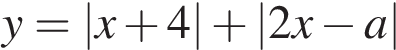 y = |x + 4| + |2x − a|